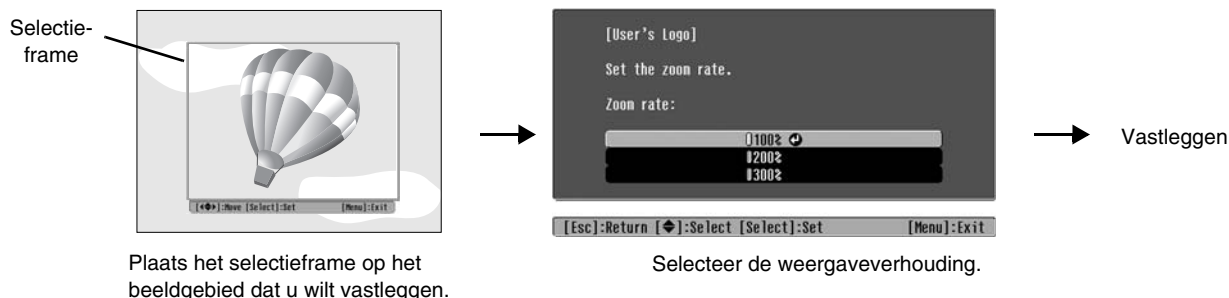 Selectie-
frame
[◀◆▶]:Move [Select]:Set [Menu]:Exit
Plaats het selectieframe op het
beeldgebied dat u wilt vastleggen.
[User's Logo]
Set the zoom rate.
Zoom rate:
100%
200%
300%
[Esc]:Return [◆]:Select [Select]:Set [Menu]:Exit
Selecteer de weergaveverhouding.
Vastleggen